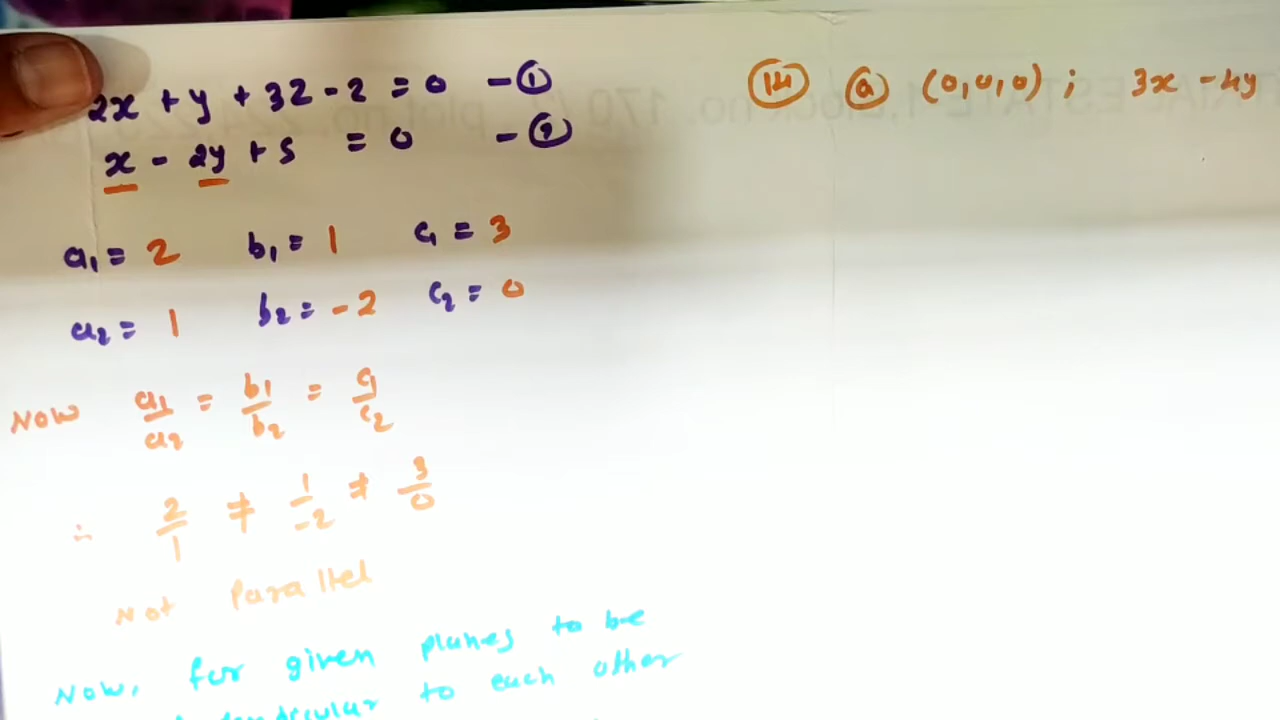 2x + y + 3z - 2 = 0 - ①
x - 2y + 5 = 0 - ②
a₁ = 2 b₁ = 1 c₁ = 3
a₂ = 1 b₂ = -2 c₂ = 0
Now a₁/a₂ = b₁/b₂ = c₁/c₂
∴ 2/1 ≠ 1/-2 ≠ 3/0
Not Parallel
Now, for given planes to be
to each other
⑭ ⓐ (0,0,0) ; 3x - 4y